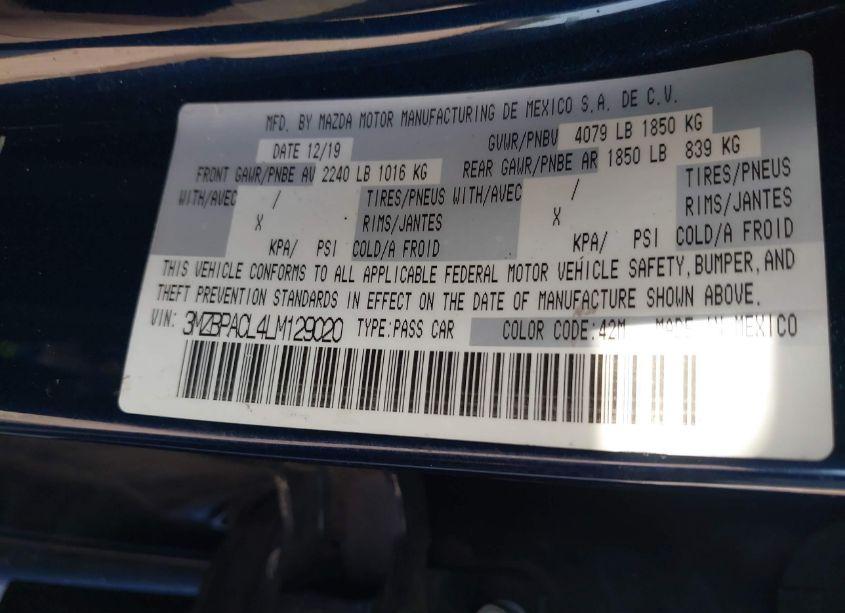 MFD. BY MAZDA MOTOR MANUFACTURING DE MEXICO S.A. DE C.V.
DATE 12/19 GVWR/PNBV 4079 LB 1850 KG
FRONT GAWR/PNBE AV 2240 LB 1016 KG REAR GAWR/PNBE AR 1850 LB 839 KG
WITH/AVEC / TIRES/PNEUS WITH/AVEC / TIRES/PNEUS
X RIMS/JANTES X RIMS/JANTES
KPA/ PSI COLD/A FROID KPA/ PSI COLD/A FROID
THIS VEHICLE CONFORMS TO ALL APPLICABLE FEDERAL MOTOR VEHICLE SAFETY, BUMPER, AND
THEFT PREVENTION STANDARDS IN EFFECT ON THE DATE OF MANUFACTURE SHOWN ABOVE.
VIN: 3MZBPACL4LM129020 TYPE: PASS CAR COLOR CODE: 42M MADE IN MEXICO